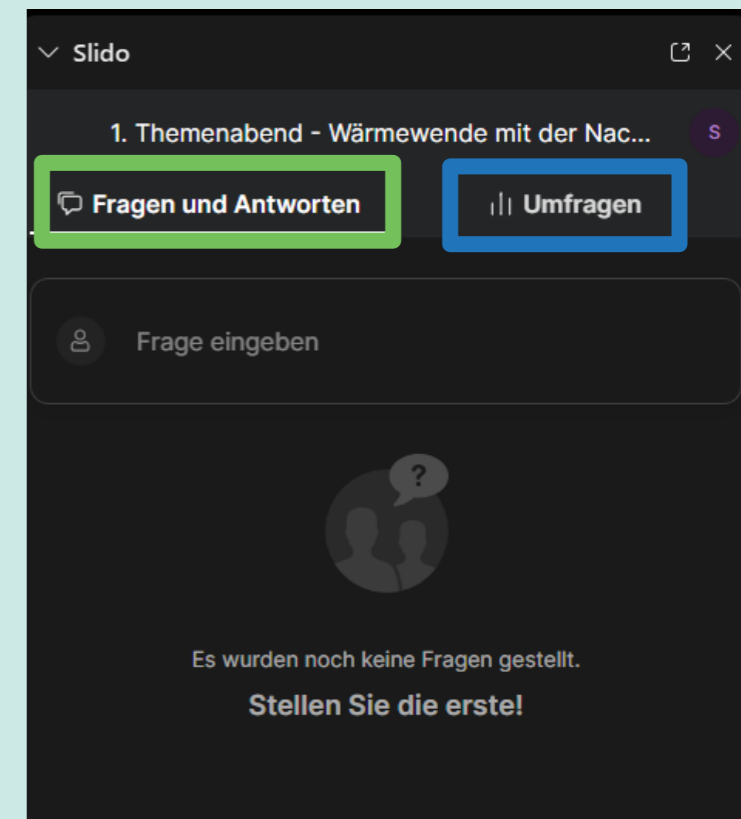 Slido
1. Themenabend - Wärmewende mit der Nac...
S
Fragen und Antworten
Umfragen
Frage eingeben
?
Es wurden noch keine Fragen gestellt.
Stellen Sie die erste!